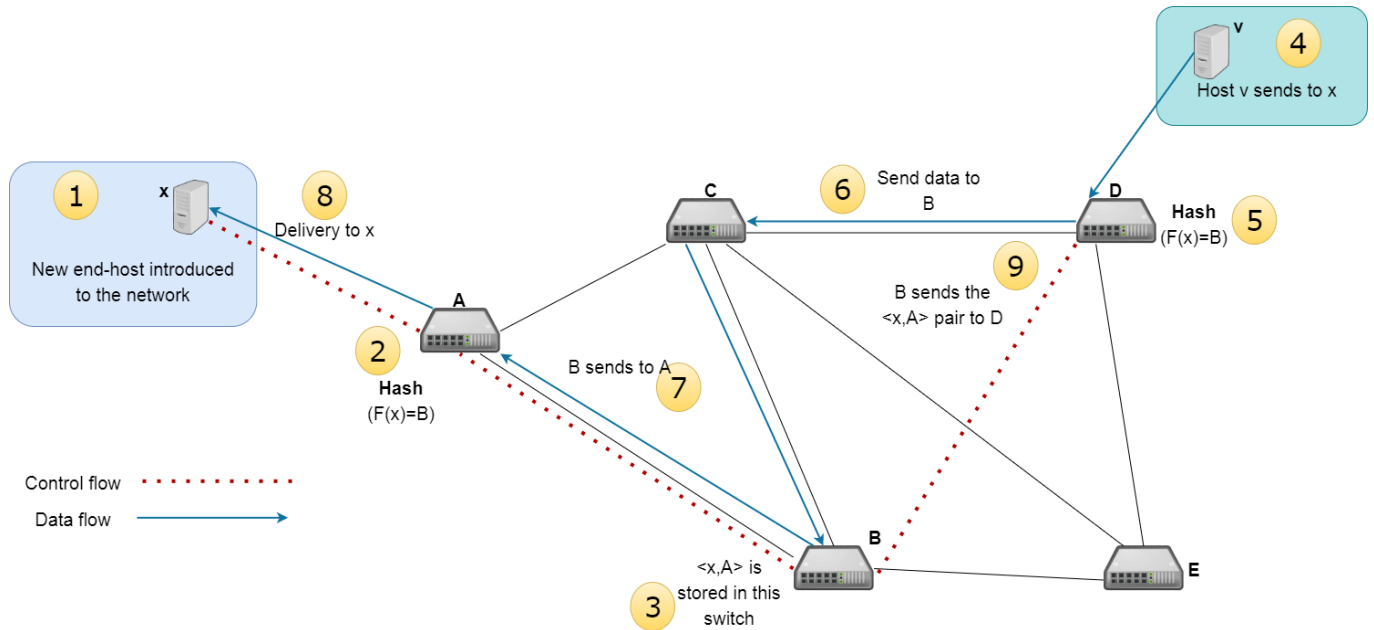 v
4
Host v sends to x
1
x
New end-host introduced
to the network
8
Delivery to x
C
6
Send data to
B
D
Hash
(F(x)=B)
5
9
B sends the
<x,A> pair to D
A
2
Hash
(F(x)=B)
B sends to A
7
Control flow
Data flow
B
<x,A> is
stored in this
switch
3
E